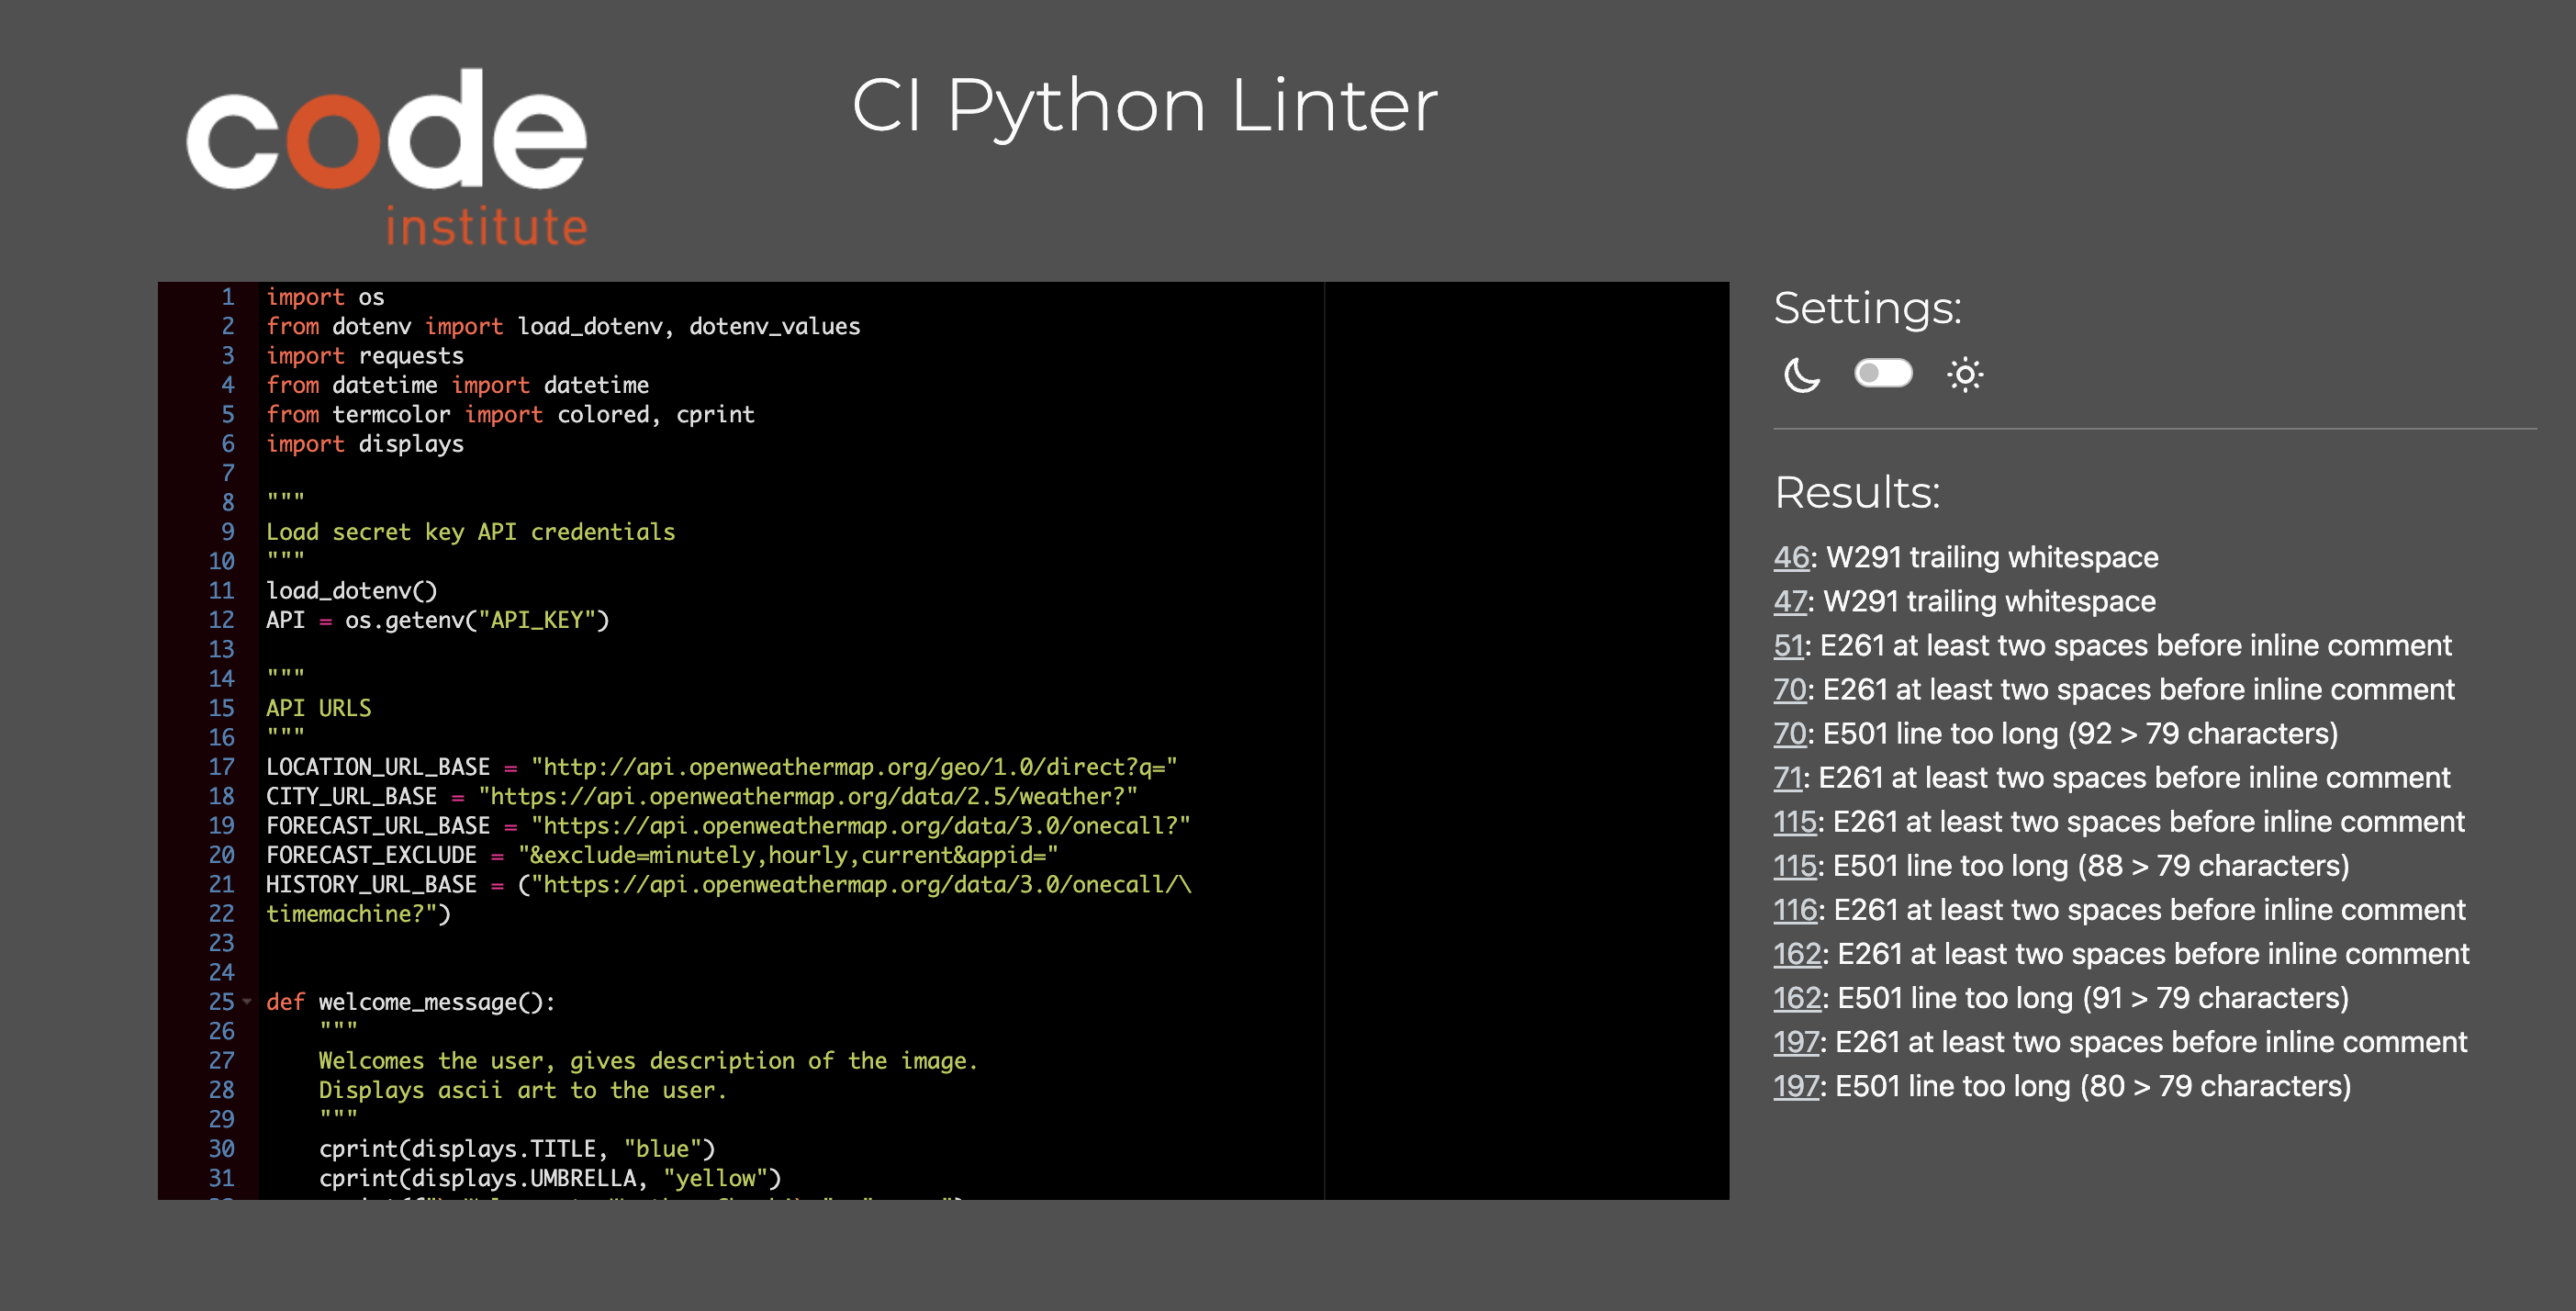 code
institute
CI Python Linter
1 import os
2 from dotenv import load_dotenv, dotenv_values
3 import requests
4 from datetime import datetime
5 from termcolor import colored, cprint
6 import displays
7
8 """
9 Load secret key API credentials
10 """
11 load_dotenv()
12 API = os.getenv("API_KEY")
13
14 """
15 API URLS
16 """
17 LOCATION_URL_BASE = "http://api.openweathermap.org/geo/1.0/direct?q="
18 CITY_URL_BASE = "https://api.openweathermap.org/data/2.5/weather?"
19 FORECAST_URL_BASE = "https://api.openweathermap.org/data/3.0/onecall?"
20 FORECAST_EXCLUDE = "&exclude=minutely,hourly,current&appid="
21 HISTORY_URL_BASE = ("https://api.openweathermap.org/data/3.0/onecall/\
22 timemachine?")
23
24
25 def welcome_message():
26     """
27     Welcomes the user, gives description of the image.
28     Displays ascii art to the user.
29     """
30     cprint(displays.TITLE, "blue")
31     cprint(displays.UMBRELLA, "yellow")
Settings:
Results:
46: W291 trailing whitespace
47: W291 trailing whitespace
51: E261 at least two spaces before inline comment
70: E261 at least two spaces before inline comment
70: E501 line too long (92 > 79 characters)
71: E261 at least two spaces before inline comment
115: E261 at least two spaces before inline comment
115: E501 line too long (88 > 79 characters)
116: E261 at least two spaces before inline comment
162: E261 at least two spaces before inline comment
162: E501 line too long (91 > 79 characters)
197: E261 at least two spaces before inline comment
197: E501 line too long (80 > 79 characters)